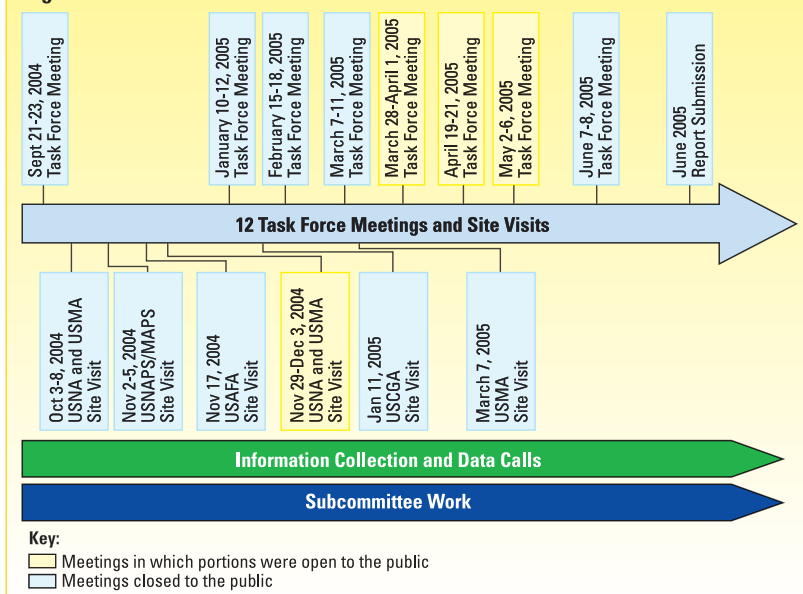 Sept 21-23, 2004
Task Force Meeting
January 10-12, 2005
Task Force Meeting
February 15-18, 2005
Task Force Meeting
March 7-11, 2005
Task Force Meeting
March 28-April 1, 2005
Task Force Meeting
April 19-21, 2005
Task Force Meeting
May 2-6, 2005
Task Force Meeting
June 7-8, 2005
Task Force Meeting
June 2005
Report Submission
12 Task Force Meetings and Site Visits
Oct 3-8, 2004
USNA and USMA
Site Visit
Nov 2-5, 2004
USNAPS/MAPS
Site Visit
Nov 17, 2004
USAFA
Site Visit
Nov 29-Dec 3, 2004
USNA and USMA
Site Visit
Jan 11, 2005
USCGA
Site Visit
March 7, 2005
USMA
Site Visit
Information Collection and Data Calls
Subcommittee Work
Key:
Meetings in which portions were open to the public
Meetings closed to the public